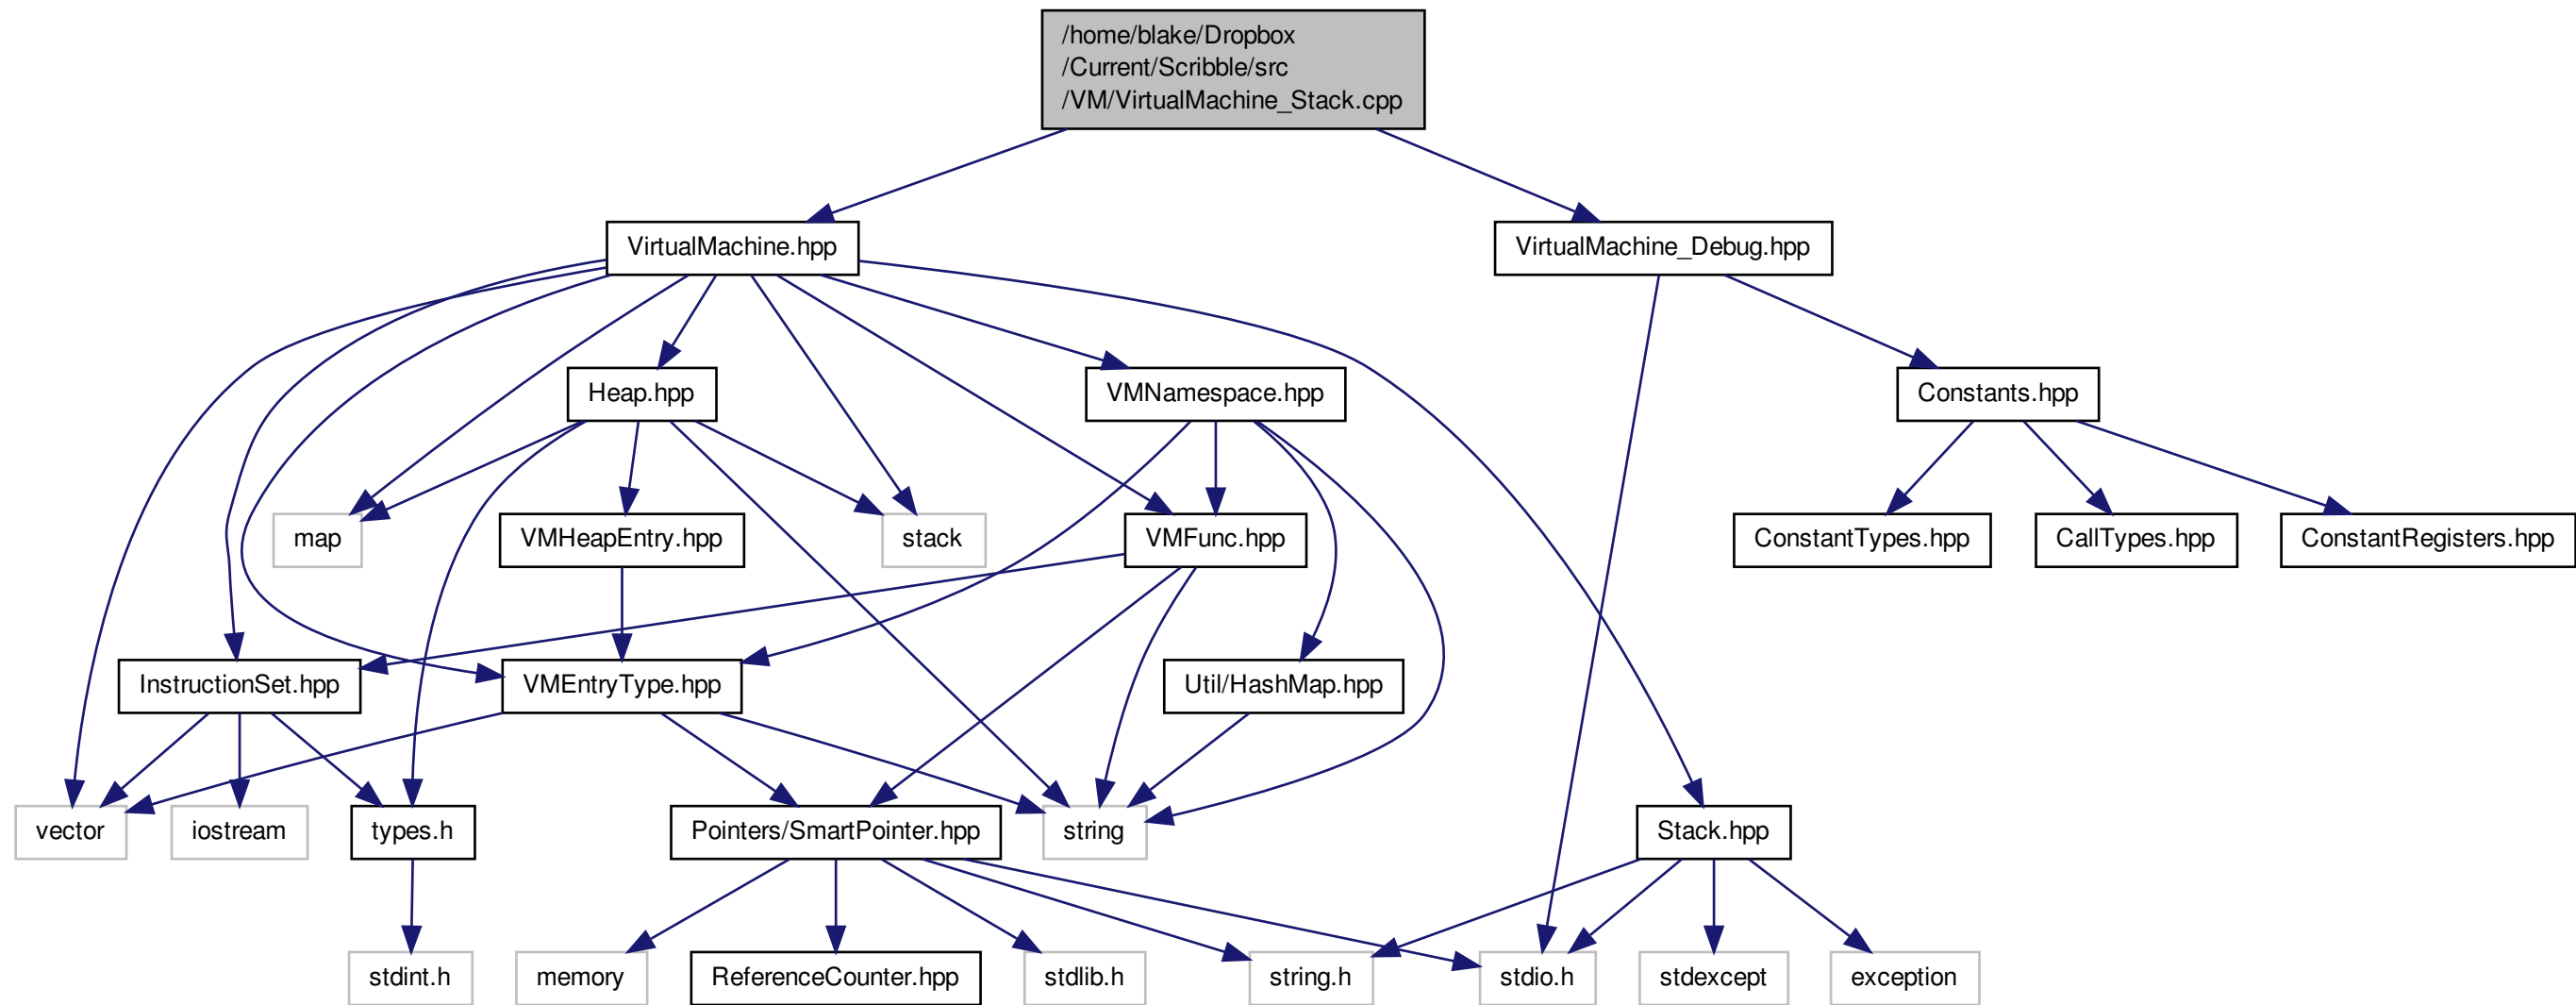 /home/blake/Dropbox
/Current/Scribble/src
/VM/VirtualMachine_Stack.cpp
VirtualMachine.hpp
VirtualMachine_Debug.hpp
Heap.hpp
VMNamespace.hpp
Constants.hpp
map
VMHeapEntry.hpp
stack
VMFunc.hpp
ConstantTypes.hpp
CallTypes.hpp
ConstantRegisters.hpp
InstructionSet.hpp
VMEntryType.hpp
Util/HashMap.hpp
vector
iostream
types.h
Pointers/SmartPointer.hpp
string
Stack.hpp
stdint.h
memory
ReferenceCounter.hpp
stdlib.h
string.h
stdio.h
stdexcept
exception